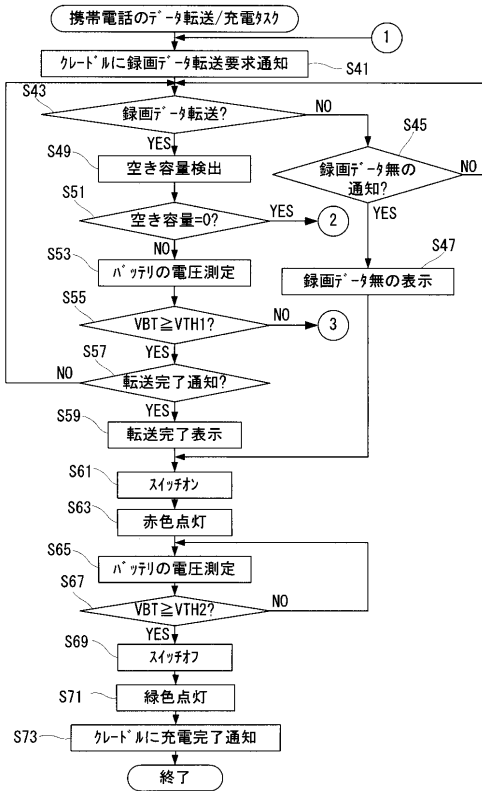 携帯電話のﾃﾞｰﾀ転送/充電ﾀｽｸ
1
ｸﾚｰﾄﾞﾙに録画ﾃﾞｰﾀ転送要求通知
S41
S43
録画ﾃﾞｰﾀ転送?
NO
YES
S45
録画ﾃﾞｰﾀ無の
通知?
NO
YES
S49
空き容量検出
S51
空き容量=0?
YES
2
NO
S47
録画ﾃﾞｰﾀ無の表示
S53
ﾊﾞｯﾃﾘの電圧測定
S55
VBT≧VTH1?
NO
3
YES
S57
転送完了通知?
NO
YES
S59
転送完了表示
S61
ｽｲｯﾁｵﾝ
S63
赤色点灯
S65
ﾊﾞｯﾃﾘの電圧測定
S67
VBT≧VTH2?
NO
YES
S69
ｽｲｯﾁｵﾌ
S71
緑色点灯
S73
ｸﾚｰﾄﾞﾙに充電完了通知
終了